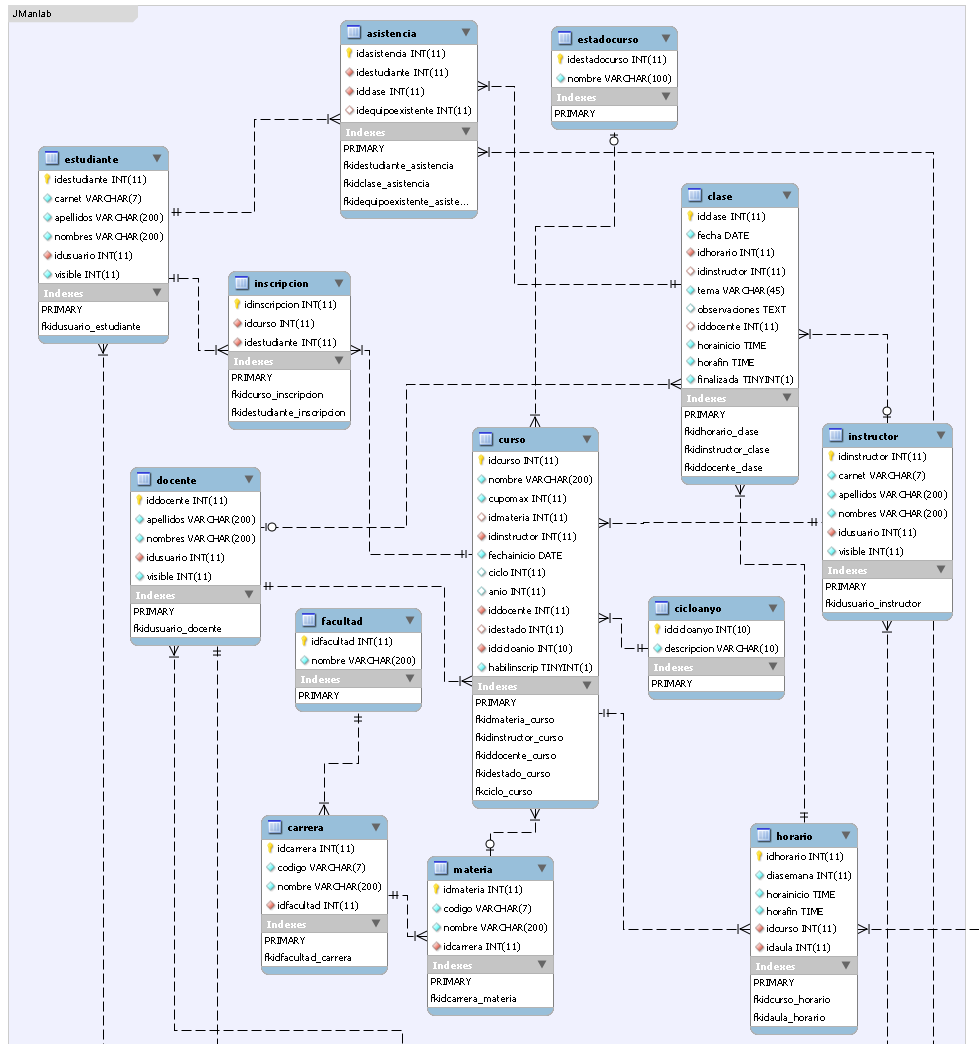 JManlab
asistencia
idasistencia INT(11)
idestudiante INT(11)
idclase INT(11)
idequipoexistente INT(11)
Indexes
PRIMARY
fkidestudiante_asistencia
fkidclase_asistencia
fkidequipoexistente_asiste...
estadocurso
idestadocurso INT(11)
nombre VARCHAR(100)
Indexes
PRIMARY
estudiante
idestudiante INT(11)
carnet VARCHAR(7)
apellidos VARCHAR(200)
nombres VARCHAR(200)
idusuario INT(11)
visible INT(11)
Indexes
PRIMARY
fkidusuario_estudiante
clase
idclase INT(11)
fecha DATE
idhorario INT(11)
idinstructor INT(11)
tema VARCHAR(45)
observaciones TEXT
iddocente INT(11)
horainicio TIME
horafin TIME
finalizada TINYINT(1)
Indexes
PRIMARY
fkidhorario_clase
fkidinstructor_clase
fkiddocente_clase
inscripcion
idinscripcion INT(11)
idcurso INT(11)
idestudiante INT(11)
Indexes
PRIMARY
fkidcurso_inscripcion
fkidestudiante_inscripcion
curso
idcurso INT(11)
nombre VARCHAR(200)
cupomax INT(11)
idmateria INT(11)
idinstructor INT(11)
fechainicio DATE
ciclo INT(11)
anio INT(11)
iddocente INT(11)
idestado INT(11)
idcicloanio INT(10)
habilinscrip TINYINT(1)
Indexes
PRIMARY
fkidmateria_curso
fkidinstructor_curso
fkiddocente_curso
fkidestado_curso
fkciclo_curso
instructor
idinstructor INT(11)
carnet VARCHAR(7)
apellidos VARCHAR(200)
nombres VARCHAR(200)
idusuario INT(11)
visible INT(11)
Indexes
PRIMARY
fkidusuario_instructor
docente
iddocente INT(11)
apellidos VARCHAR(200)
nombres VARCHAR(200)
idusuario INT(11)
visible INT(11)
Indexes
PRIMARY
fkidusuario_docente
cicloanyo
idcicloanyo INT(10)
descripcion VARCHAR(10)
Indexes
PRIMARY
facultad
idfacultad INT(11)
nombre VARCHAR(200)
Indexes
PRIMARY
carrera
idcarrera INT(11)
codigo VARCHAR(7)
nombre VARCHAR(200)
idfacultad INT(11)
Indexes
PRIMARY
fkidfacultad_carrera
materia
idmateria INT(11)
codigo VARCHAR(7)
nombre VARCHAR(200)
idcarrera INT(11)
Indexes
PRIMARY
fkidcarrera_materia
horario
idhorario INT(11)
diasemana INT(11)
horainicio TIME
horafin TIME
idcurso INT(11)
idaula INT(11)
Indexes
PRIMARY
fkidcurso_horario
fkidaula_horario